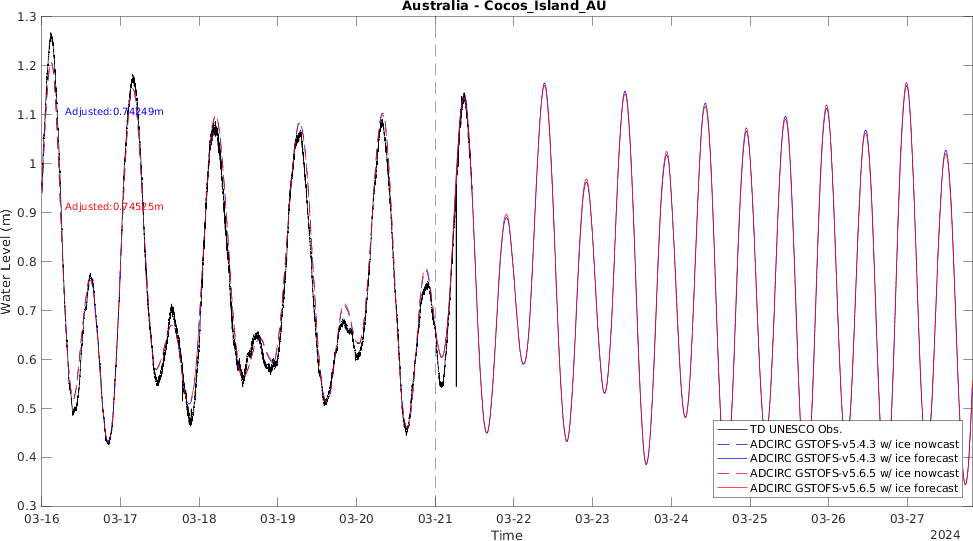 Australia - Cocos_Island_AU
1.3
1.2
1.1
1
0.9
0.8
0.7
0.6
0.5
0.4
0.3
Water Level (m)
Adjusted:0.74249m
Adjusted:0.74525m
TD UNESCO Obs.
ADCIRC GSTOFS-v5.4.3 w/ ice nowcast
ADCIRC GSTOFS-v5.4.3 w/ ice forecast
ADCIRC GSTOFS-v5.6.5 w/ ice nowcast
ADCIRC GSTOFS-v5.6.5 w/ ice forecast
03-16 03-17 03-18 03-19 03-20 03-21 03-22 03-23 03-24 03-25 03-26 03-27
Time
2024